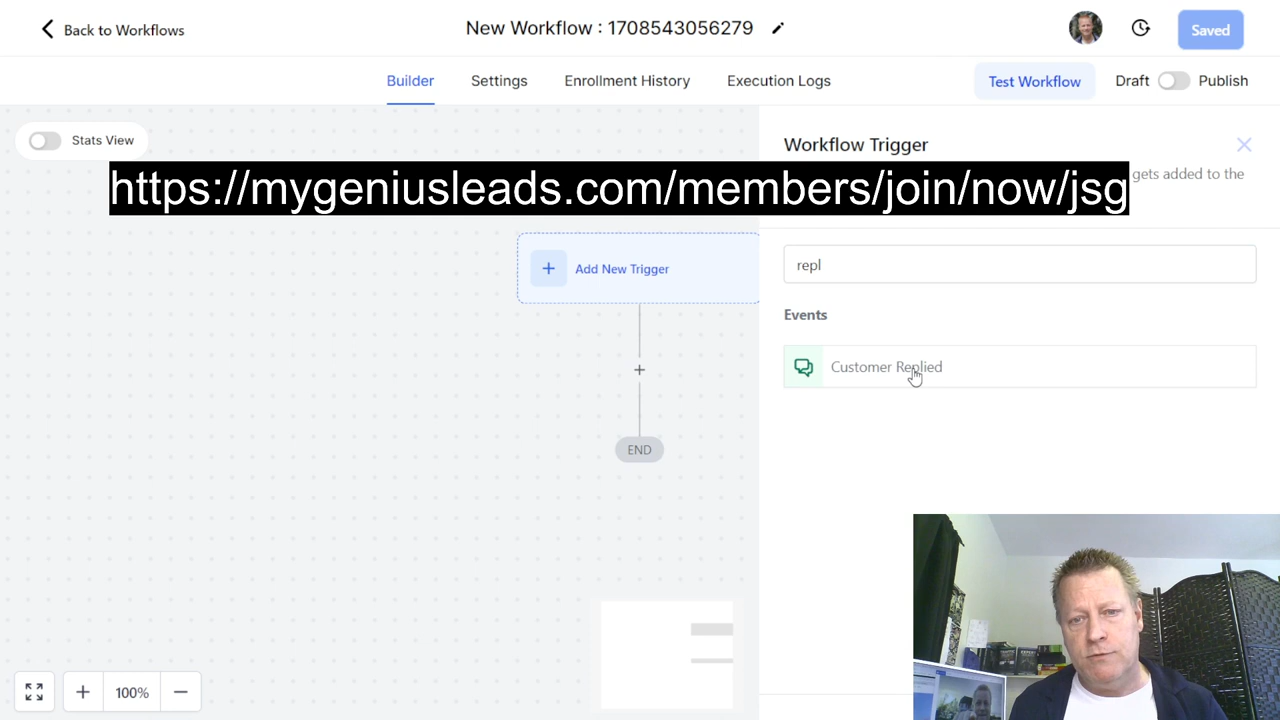 Back to Workflows
New Workflow : 1708543056279
Saved
Builder
Settings
Enrollment History
Execution Logs
Test Workflow
Draft
Publish
Stats View
Workflow Trigger
gets added to the
https://mygeniusleads.com/members/join/now/jsg
Add New Trigger
repl
Events
Customer Replied
END
100%